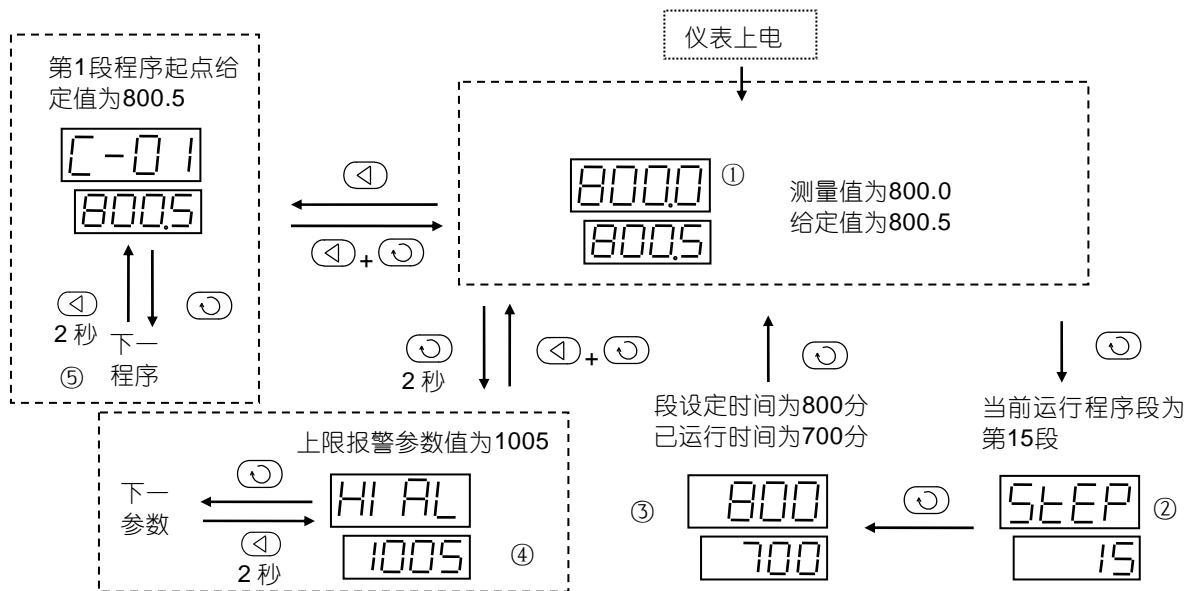 仪表上电
第1段程序起点给
定值为800.5
C-01
800.5
2 秒
下一
程序
⑤
+
800.0
①
800.5
测量值为800.0
给定值为800.5
2 秒
+
段设定时间为800分
已运行时间为700分
当前运行程序段为
第15段
上限报警参数值为1005
下一
参数
2 秒
HI AL
1005
④
③
800
700
StEP
②
15